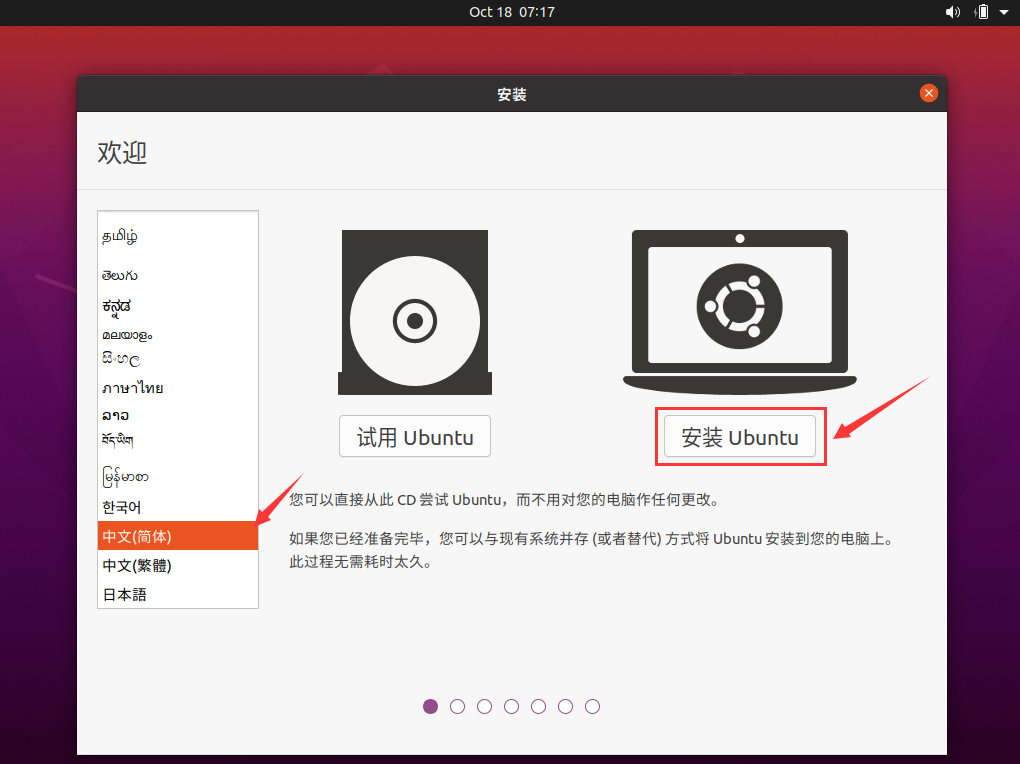 Oct 18 07:17
安装
欢迎
தமிழ்
తెలుగు
ಕನ್ನಡ
മലയാളം
සිංහල
ภาษาไทย
ລາວ
བོད་ཡིག
မြန်မာစာ
한국어
中文(简体)
中文(繁體)
日本語
试用 Ubuntu
安装 Ubuntu
您可以直接从此 CD 尝试 Ubuntu，而不用对您的电脑作任何更改。
如果您已经准备完毕，您可以与现有系统并存 (或者替代) 方式将 Ubuntu 安装到您的电脑上。
此过程无需耗时太久。